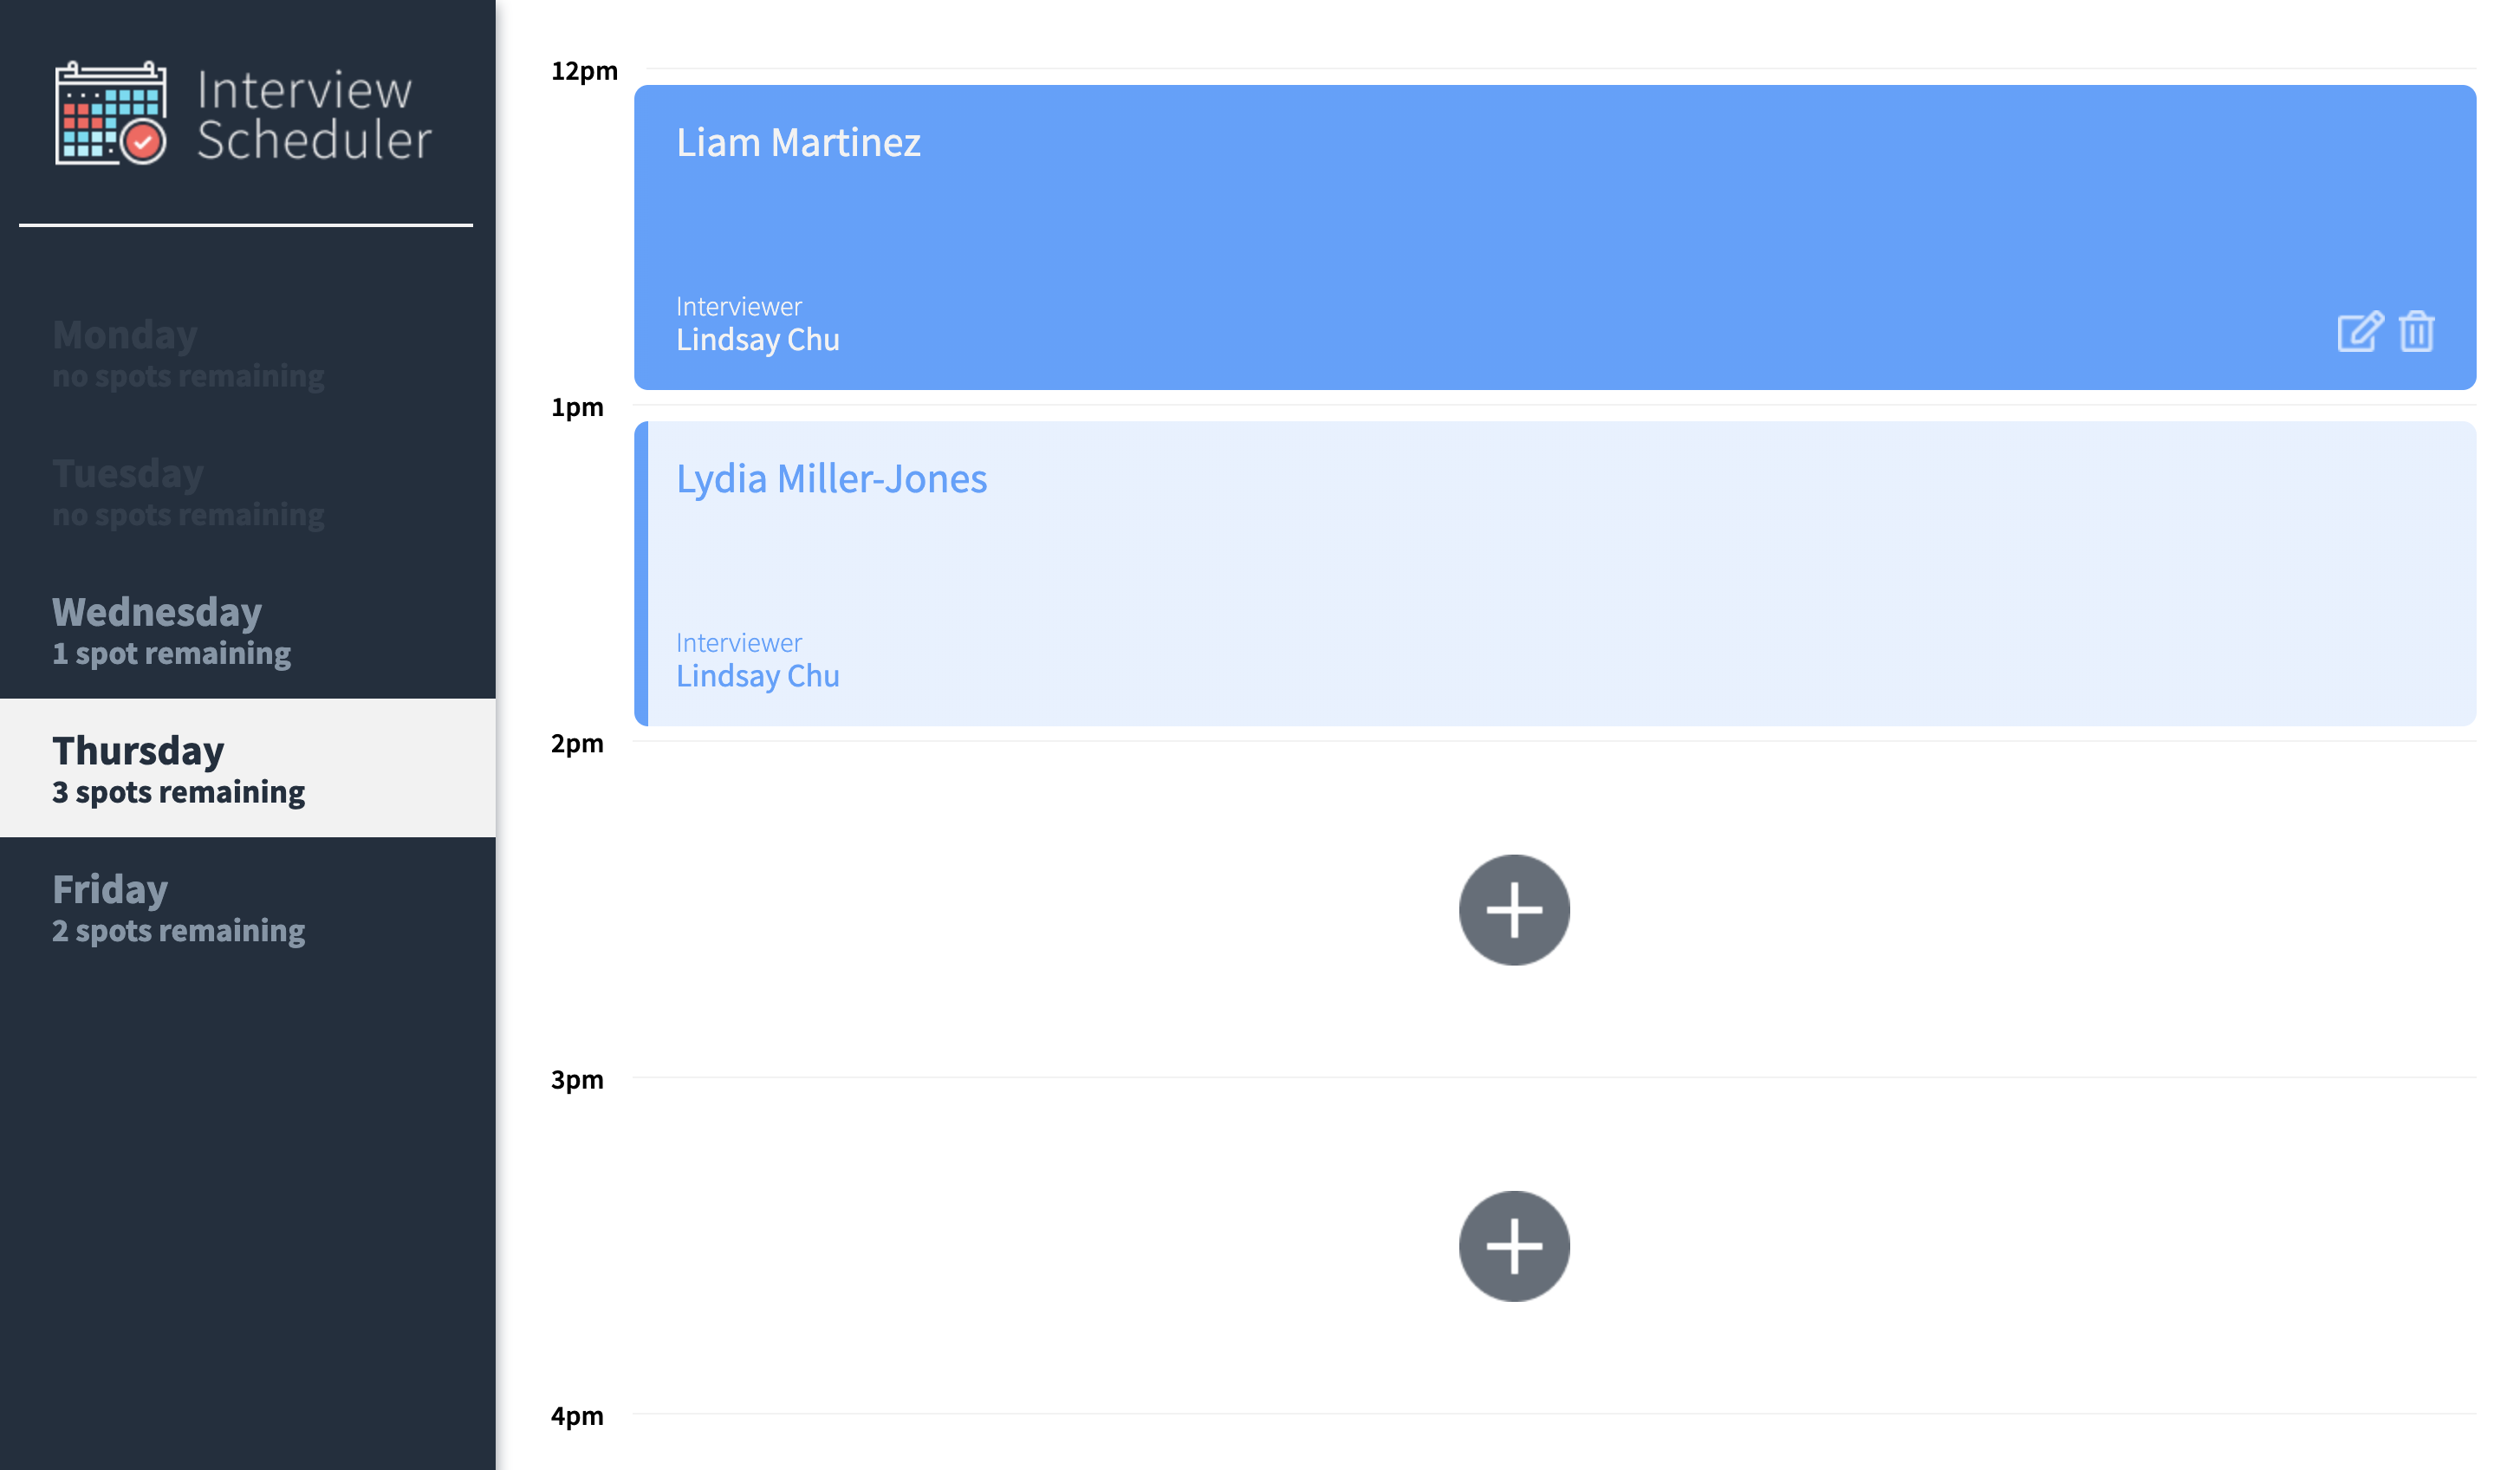 Interview
Scheduler
Monday
no spots remaining
Tuesday
no spots remaining
Wednesday
1 spot remaining
Thursday
3 spots remaining
Friday
2 spots remaining
12pm
Liam Martinez
Interviewer
Lindsay Chu
1pm
Lydia Miller-Jones
Interviewer
Lindsay Chu
2pm
3pm
4pm